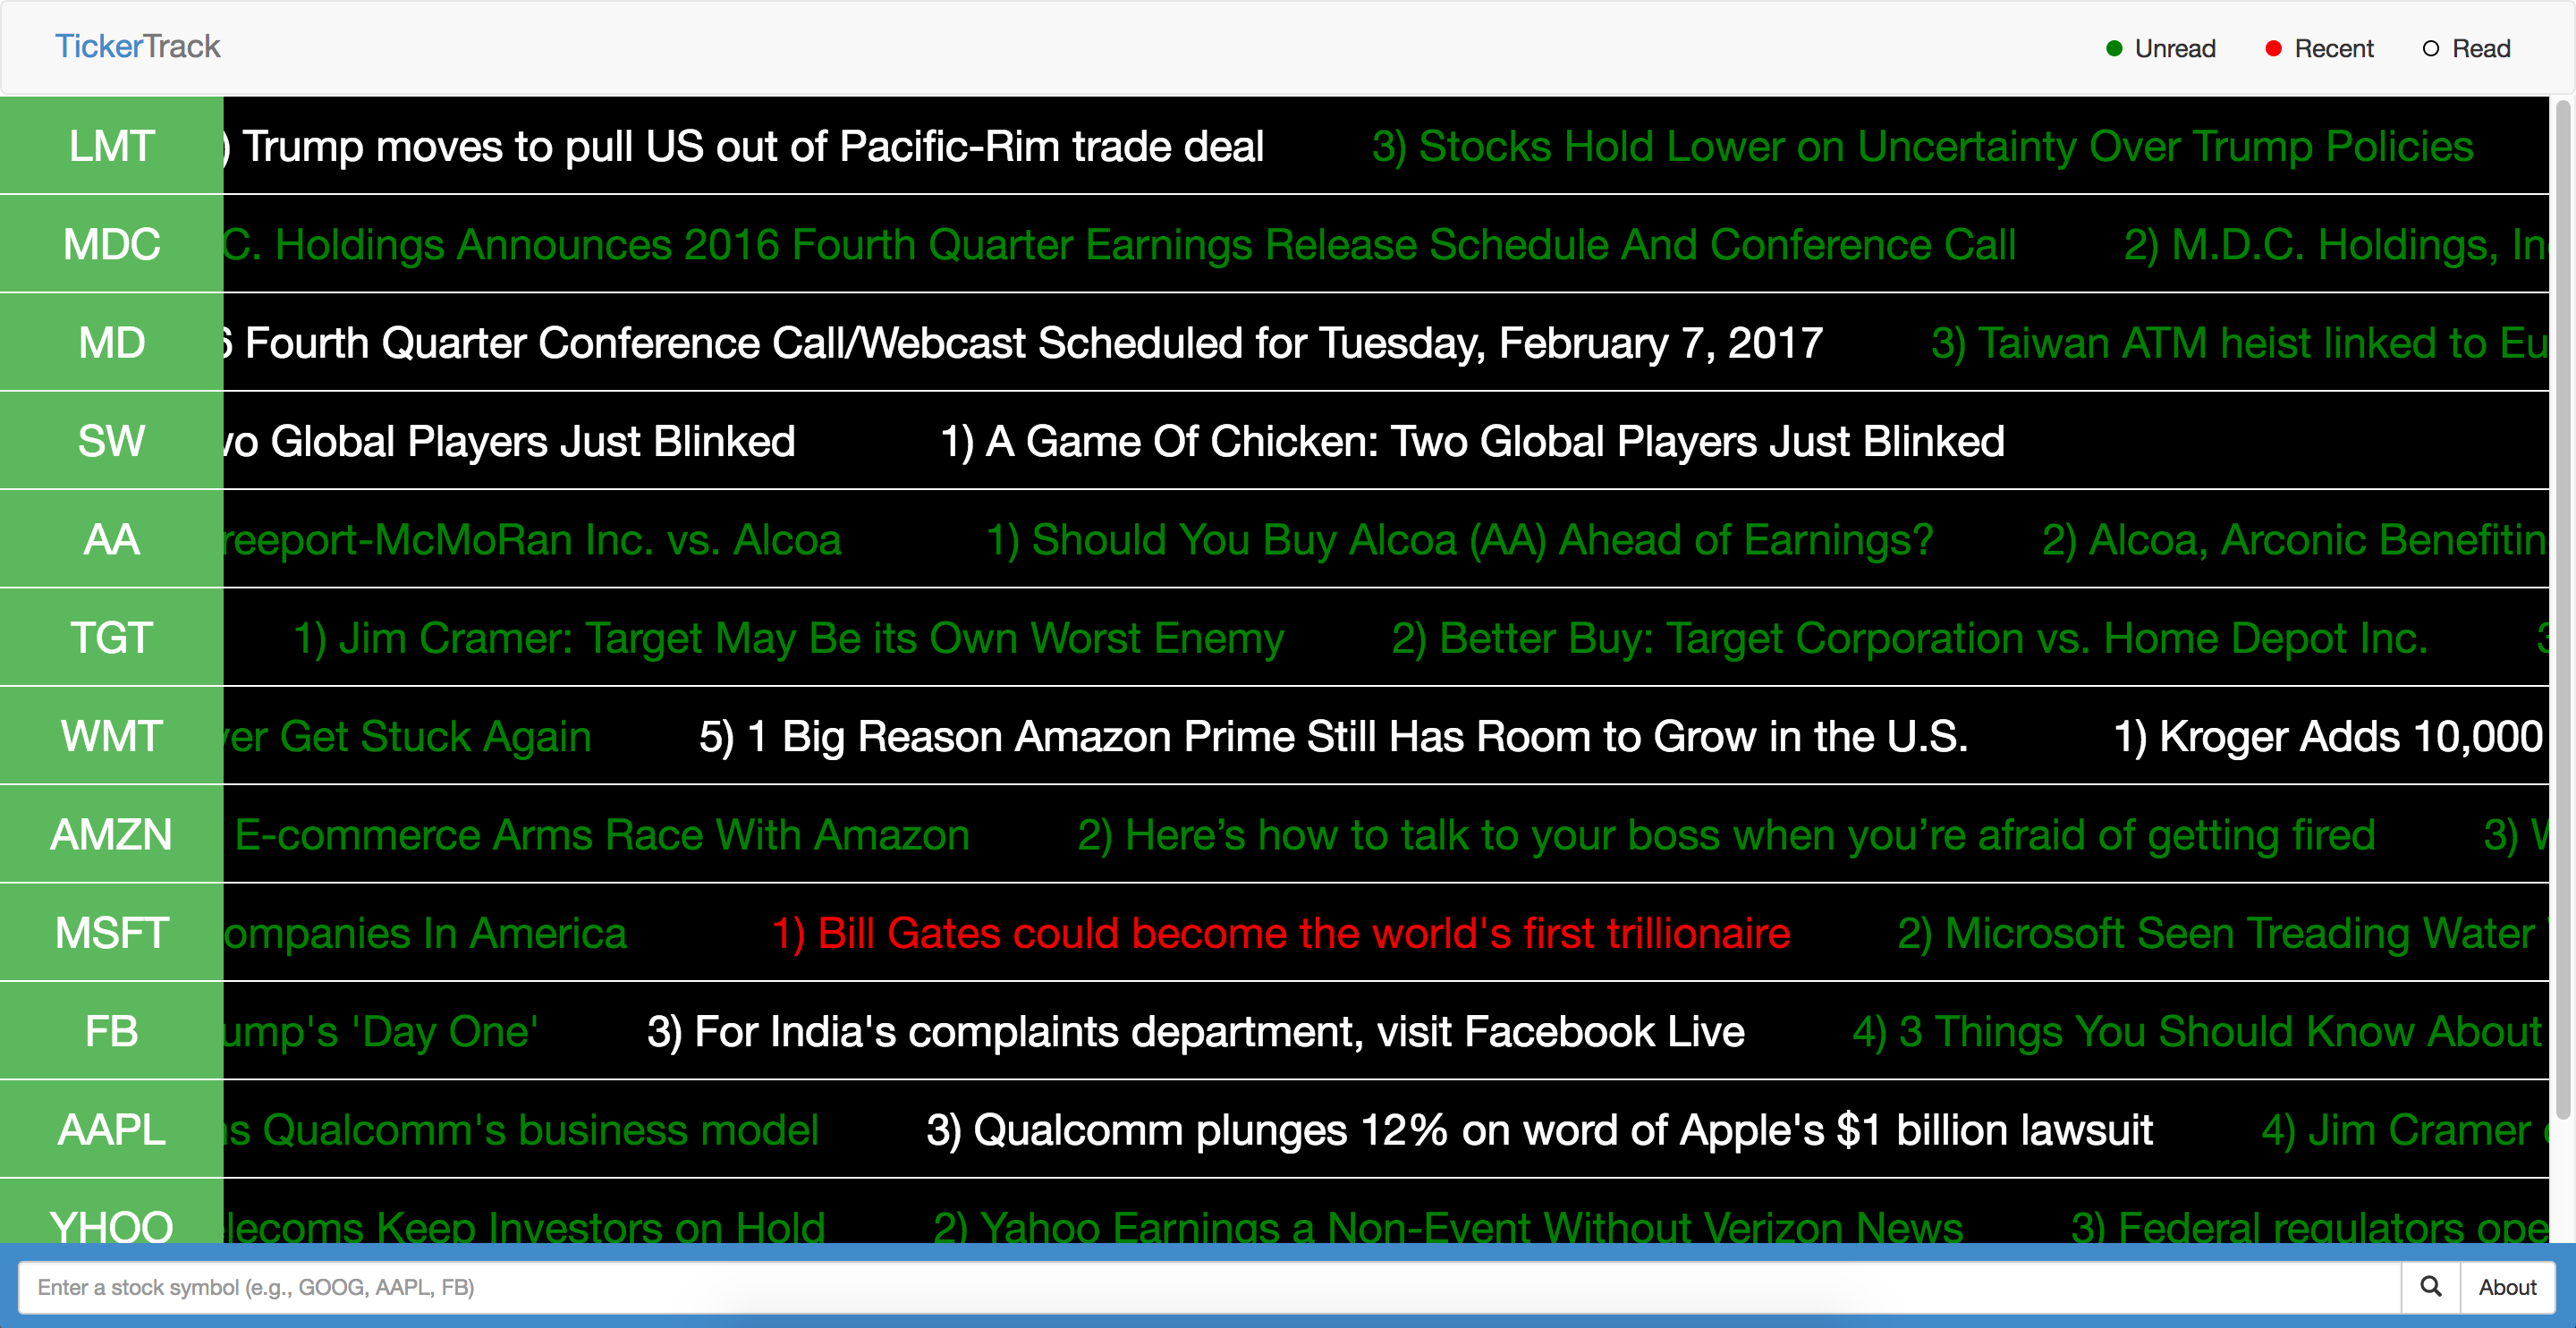 TickerTrack Unread Recent Read
LMT ) Trump moves to pull US out of Pacific-Rim trade deal 3) Stocks Hold Lower on Uncertainty Over Trump Policies
MDC C. Holdings Announces 2016 Fourth Quarter Earnings Release Schedule And Conference Call 2) M.D.C. Holdings, In
MD 6 Fourth Quarter Conference Call/Webcast Scheduled for Tuesday, February 7, 2017 3) Taiwan ATM heist linked to Eu
SW wo Global Players Just Blinked 1) A Game Of Chicken: Two Global Players Just Blinked
AA reeport-McMoRan Inc. vs. Alcoa 1) Should You Buy Alcoa (AA) Ahead of Earnings? 2) Alcoa, Arconic Benefitin
TGT 1) Jim Cramer: Target May Be its Own Worst Enemy 2) Better Buy: Target Corporation vs. Home Depot Inc. 3
WMT ver Get Stuck Again 5) 1 Big Reason Amazon Prime Still Has Room to Grow in the U.S. 1) Kroger Adds 10,000
AMZN E-commerce Arms Race With Amazon 2) Here’s how to talk to your boss when you’re afraid of getting fired 3) W
MSFT ompanies In America 1) Bill Gates could become the world's first trillionaire 2) Microsoft Seen Treading Water
FB ump's 'Day One' 3) For India's complaints department, visit Facebook Live 4) 3 Things You Should Know About
AAPL s Qualcomm's business model 3) Qualcomm plunges 12% on word of Apple's $1 billion lawsuit 4) Jim Cramer
YHOO lecoms Keep Investors on Hold 2) Yahoo Earnings a Non-Event Without Verizon News 3) Federal regulators ope
Enter a stock symbol (e.g., GOOG, AAPL, FB) About